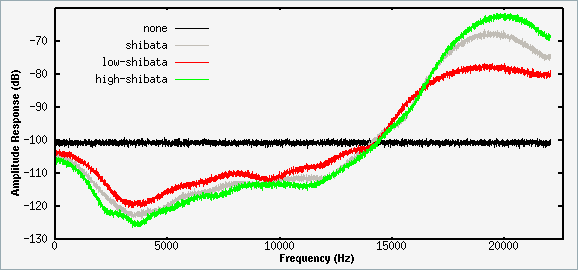 none
shibata
low-shibata
high-shibata
Amplitude Response (dB)
-70
-80
-90
-100
-110
-120
-130
0 5000 10000 15000 20000
Frequency (Hz)